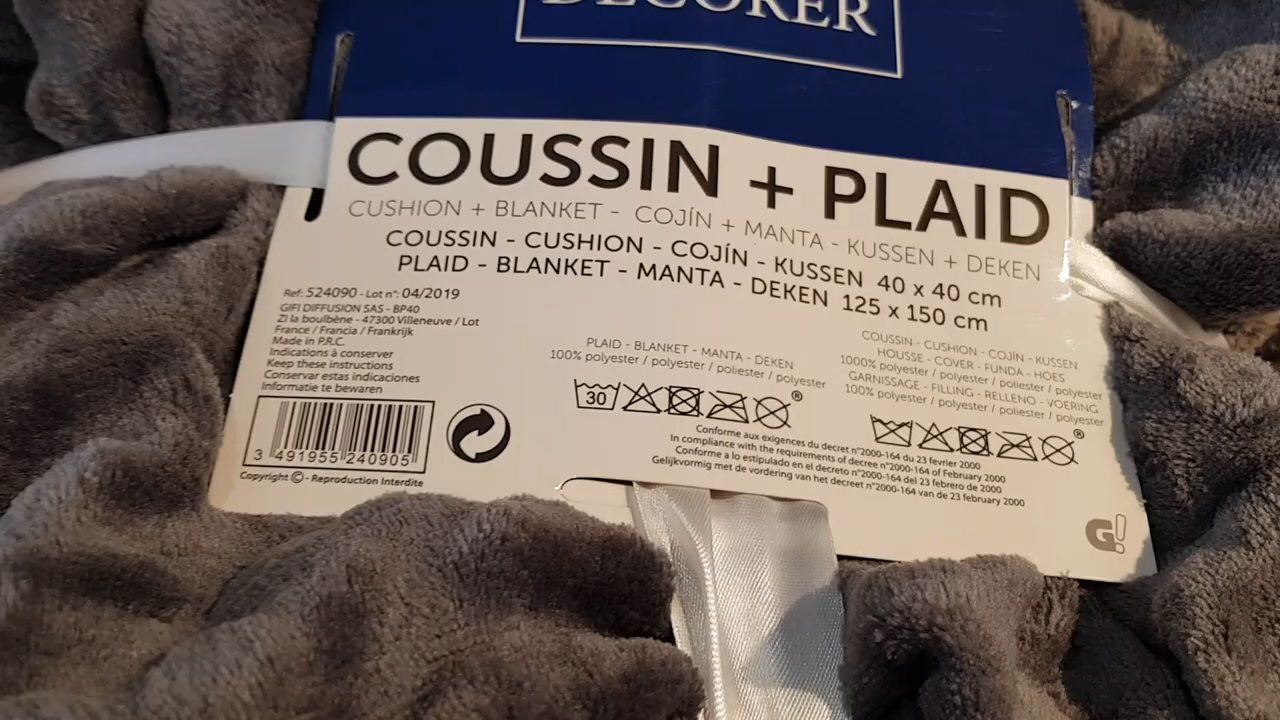 DECORER
COUSSIN + PLAID
CUSHION + BLANKET - COJÍN + MANTA - KUSSEN + DEKEN
COUSSIN - CUSHION - COJÍN - KUSSEN 40 x 40 cm
PLAID - BLANKET - MANTA - DEKEN 125 x 150 cm
Ref: 524090 - Lot n°: 04/2019
GIFI DIFFUSION SAS - BP40
ZI la boulbène - 47300 Villeneuve / Lot
France / Francia / Frankrijk
Made in P.R.C.
Indications à conserver
Keep these instructions
Conservar estas indicaciones
Informatie te bewaren
3 491955 240905
Copyright © - Reproduction Interdite
PLAID - BLANKET - MANTA - DEKEN
100% polyester / polyester / poliester / polyester
30
®
COUSSIN - CUSHION - COJÍN - KUSSEN
HOUSSE - COVER - FUNDA - HOES
100% polyester / polyester / poliester / polyester
GARNISSAGE - FILLING - RELLENO - VOERING
100% polyester / polyester / poliester / polyester
®
Conforme aux exigences du decret n°2000-164 du 23 fevrier 2000
In compliance with the requirements of decree n°2000-164 of February 2000
Conforme a lo estipulado en el decreto n°2000-164 del 23 febrero de 2000
Gelijkvormig met de vordering van het decreet n°2000-164 van de 23 february 2000
G!